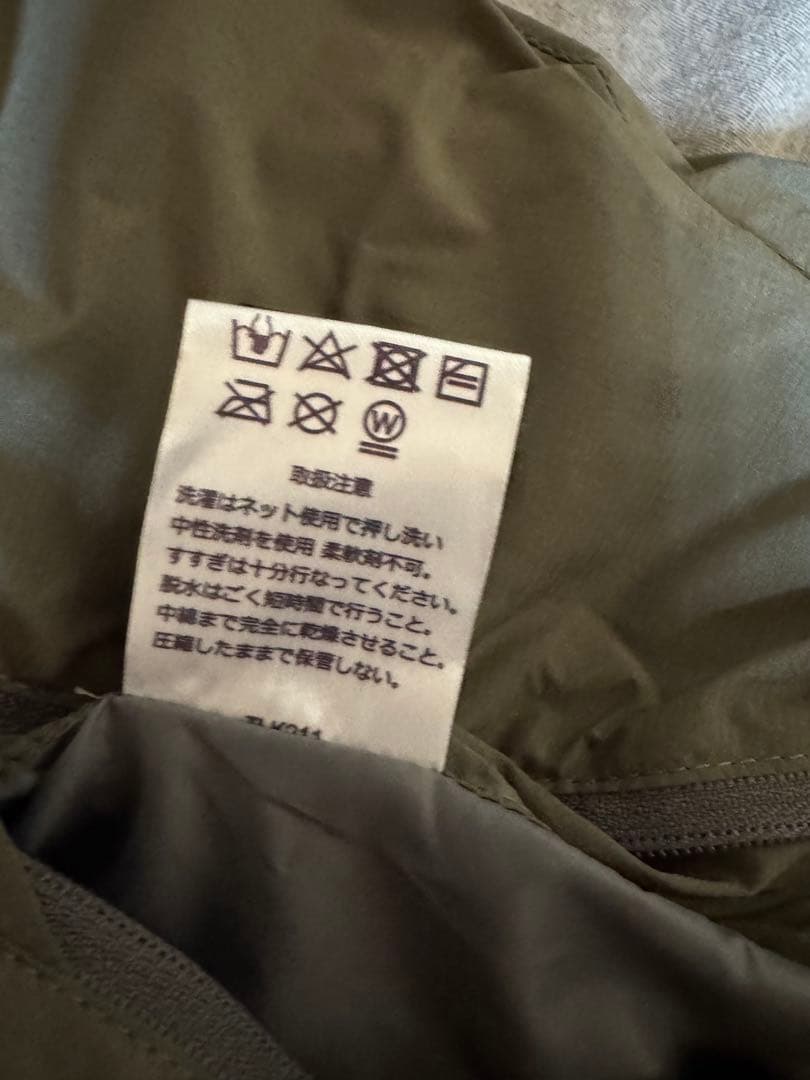 W
取扱注意
洗濯はネット使用で押し洗い
中性洗剤を使用 柔軟剤不可。
すすぎは十分行なってください。
脱水はごく短時間で行うこと。
中綿まで完全に乾燥させること。
圧縮したままで保管しない。